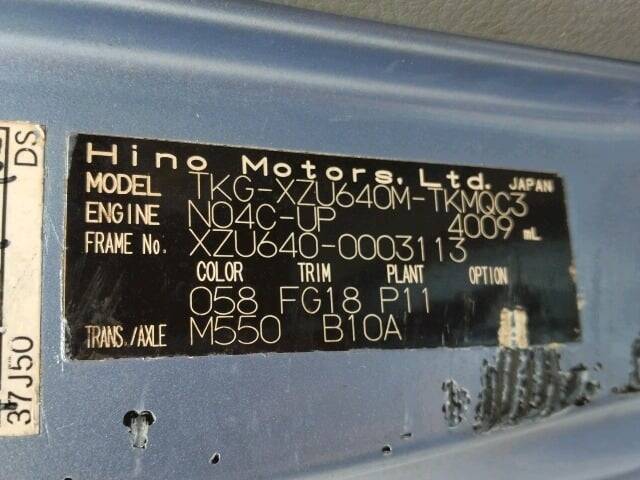 Hino Motors, Ltd. JAPAN
MODEL TKG-XZU640M-TKMQC3
ENGINE N04C-UP 4009 mL
FRAME No. XZU640-0003113
COLOR TRIM PLANT OPTION
058 FG18 P11
TRANS./AXLE M550 B10A
H
DS
37J50